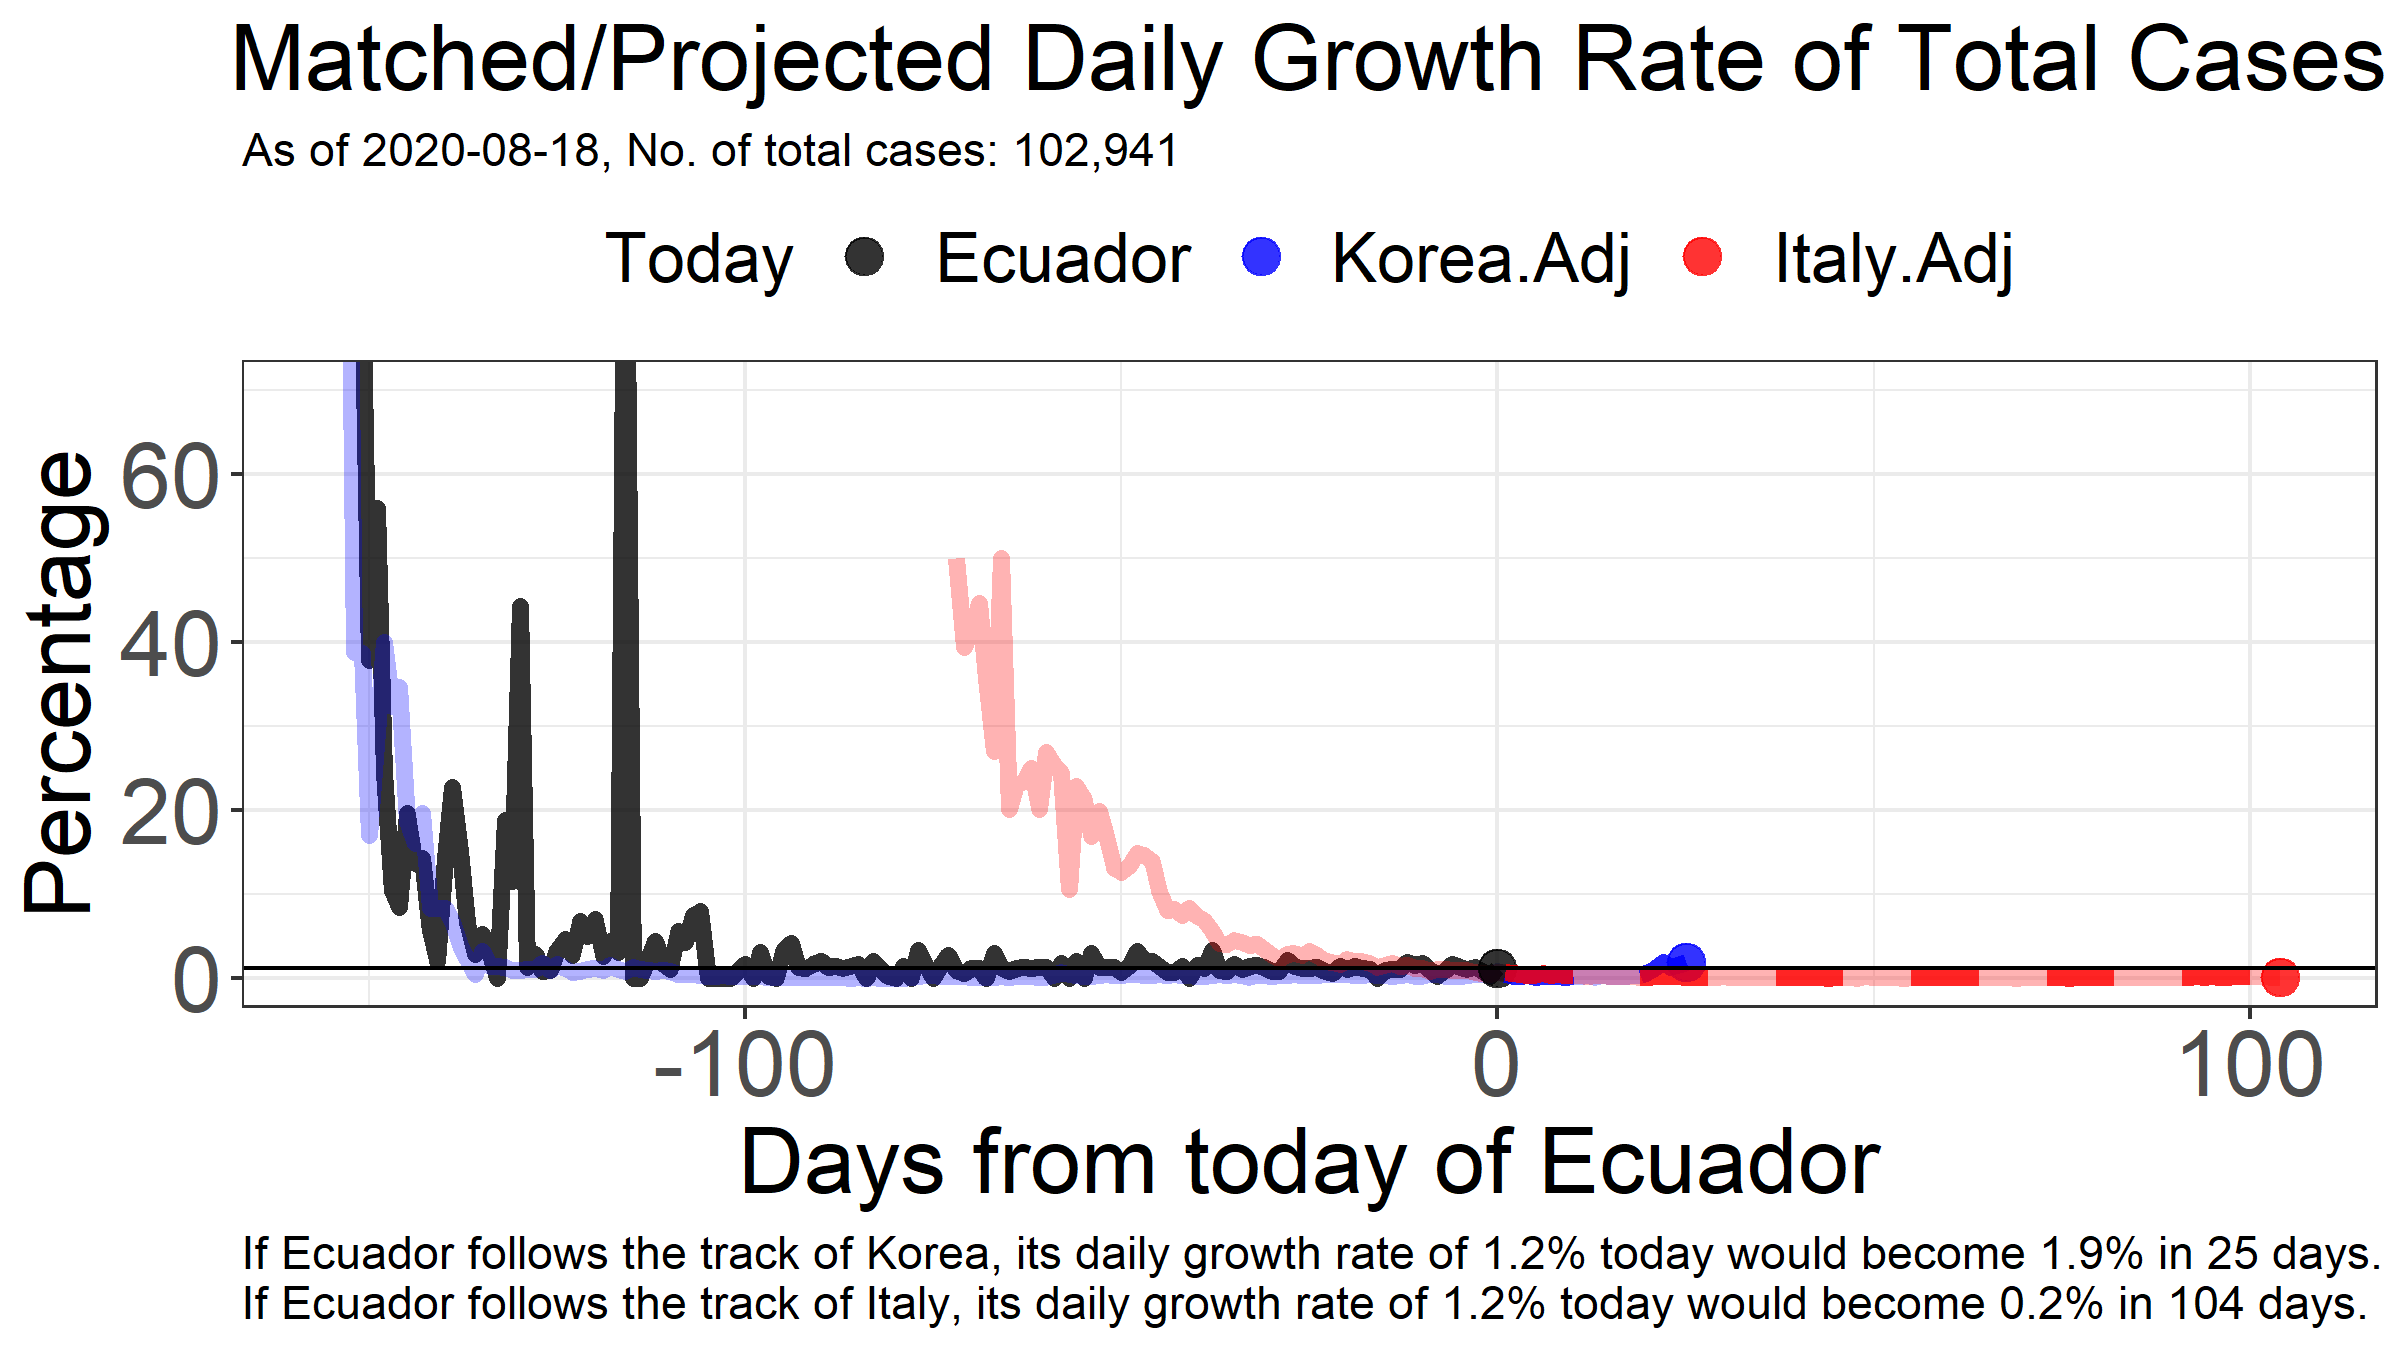 Matched/Projected Daily Growth Rate of Total Cases
As of 2020-08-18, No. of total cases: 102,941
Today Ecuador Korea.Adj Italy.Adj
Percentage
60
40
20
0
-100 0 100
Days from today of Ecuador
If Ecuador follows the track of Korea, its daily growth rate of 1.2% today would become 1.9% in 25 days.
If Ecuador follows the track of Italy, its daily growth rate of 1.2% today would become 0.2% in 104 days.